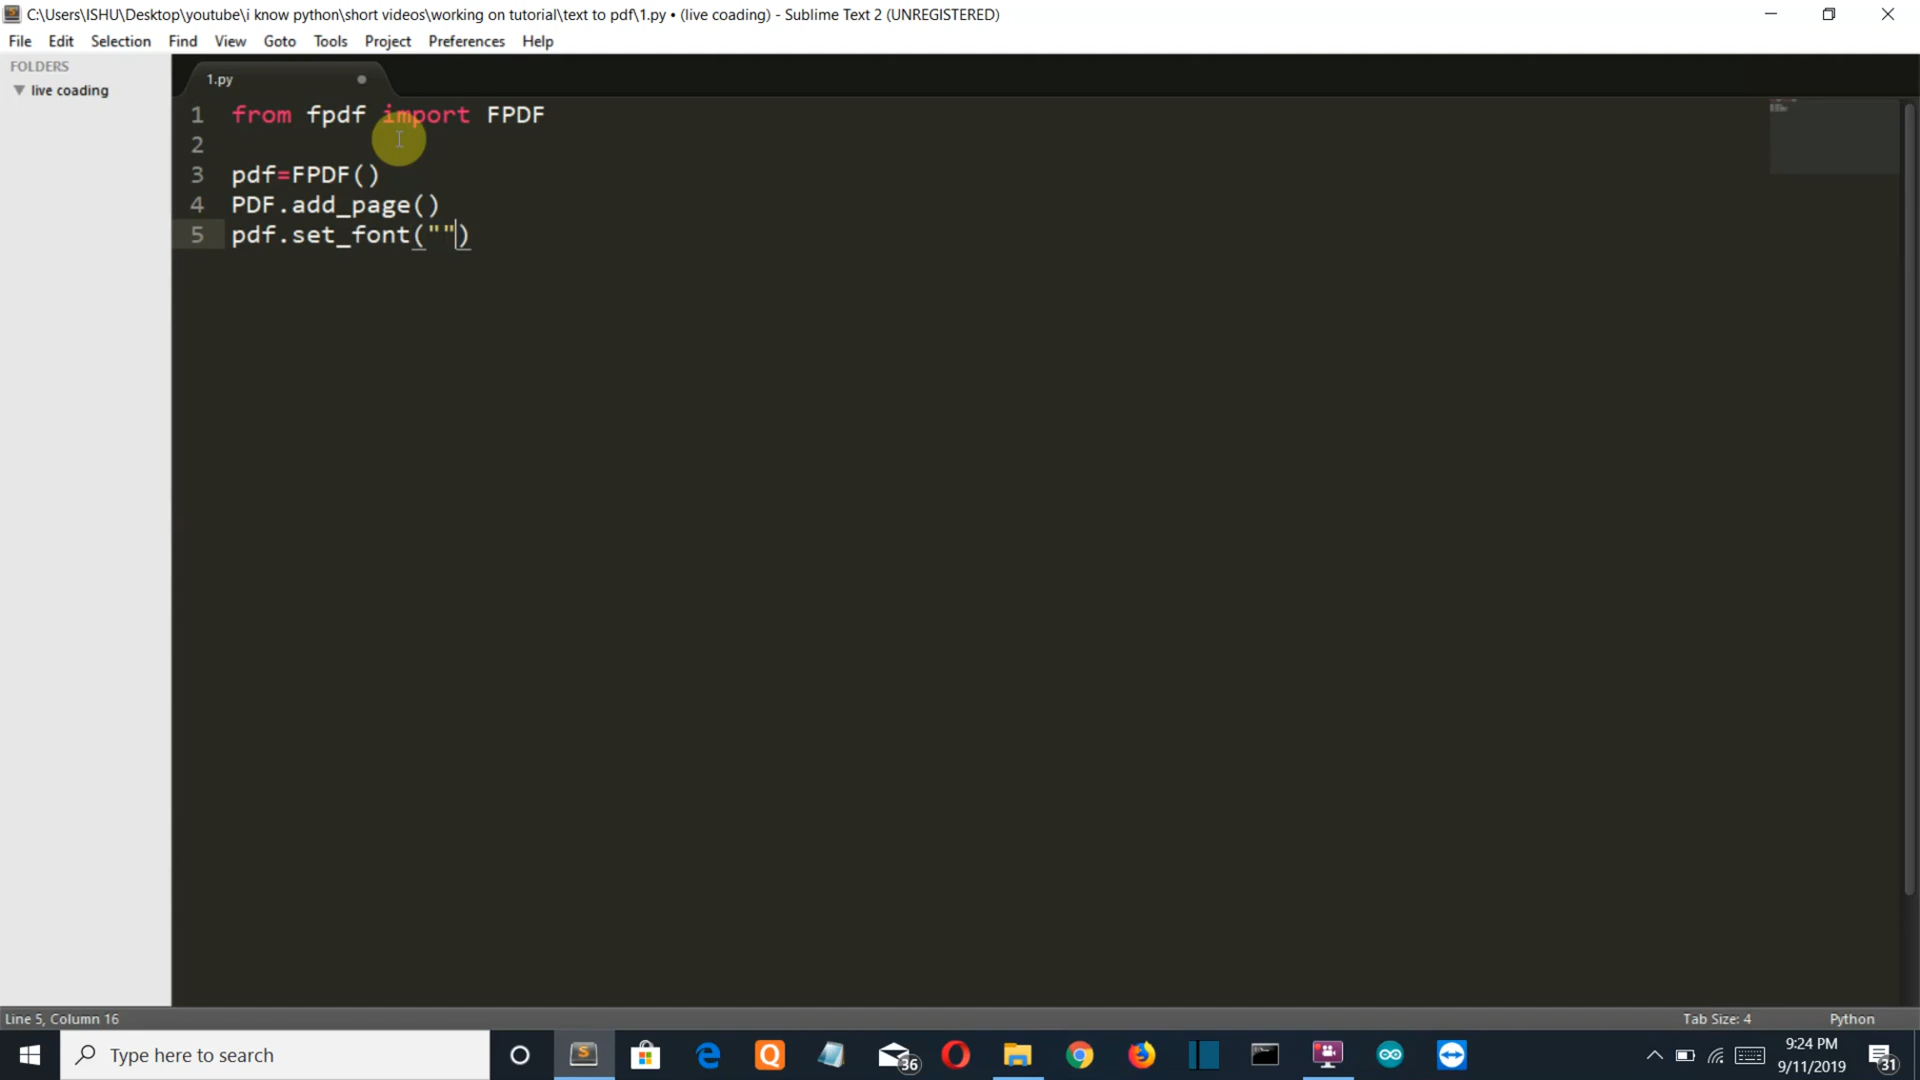 C:\Users\ISHU\Desktop\youtube\i know python\short videos\working on tutorial\text to pdf\1.py • (live coading) - Sublime Text 2 (UNREGISTERED)
File Edit Selection Find View Goto Tools Project Preferences Help
FOLDERS
live coading
1.py
1 from fpdf import FPDF
2
3 pdf=FPDF()
4 PDF.add_page()
5 pdf.set_font("")
Line 5, Column 16
Tab Size: 4
Python
Type here to search
36
9:24 PM
9/11/2019
31